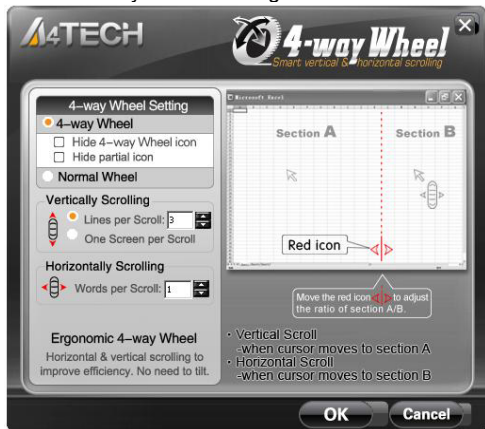 A4TECH
4-way Wheel
Smart vertical & horizontal scrolling
4-way Wheel Setting
4-way Wheel
Hide 4-way Wheel icon
Hide partial icon
Normal Wheel
Vertically Scrolling
Lines per Scroll: 3
One Screen per Scroll
Horizontally Scrolling
Words per Scroll: 1
Ergonomic 4-way Wheel
Horizontal & vertical scrolling to
improve efficiency. No need to tilt.
Microsoft Excel
Section A
Section B
Red icon
Move the red icon to adjust
the ratio of section A/B.
· Vertical Scroll
-when cursor moves to section A
· Horizontal Scroll
-when cursor moves to section B
OK
Cancel